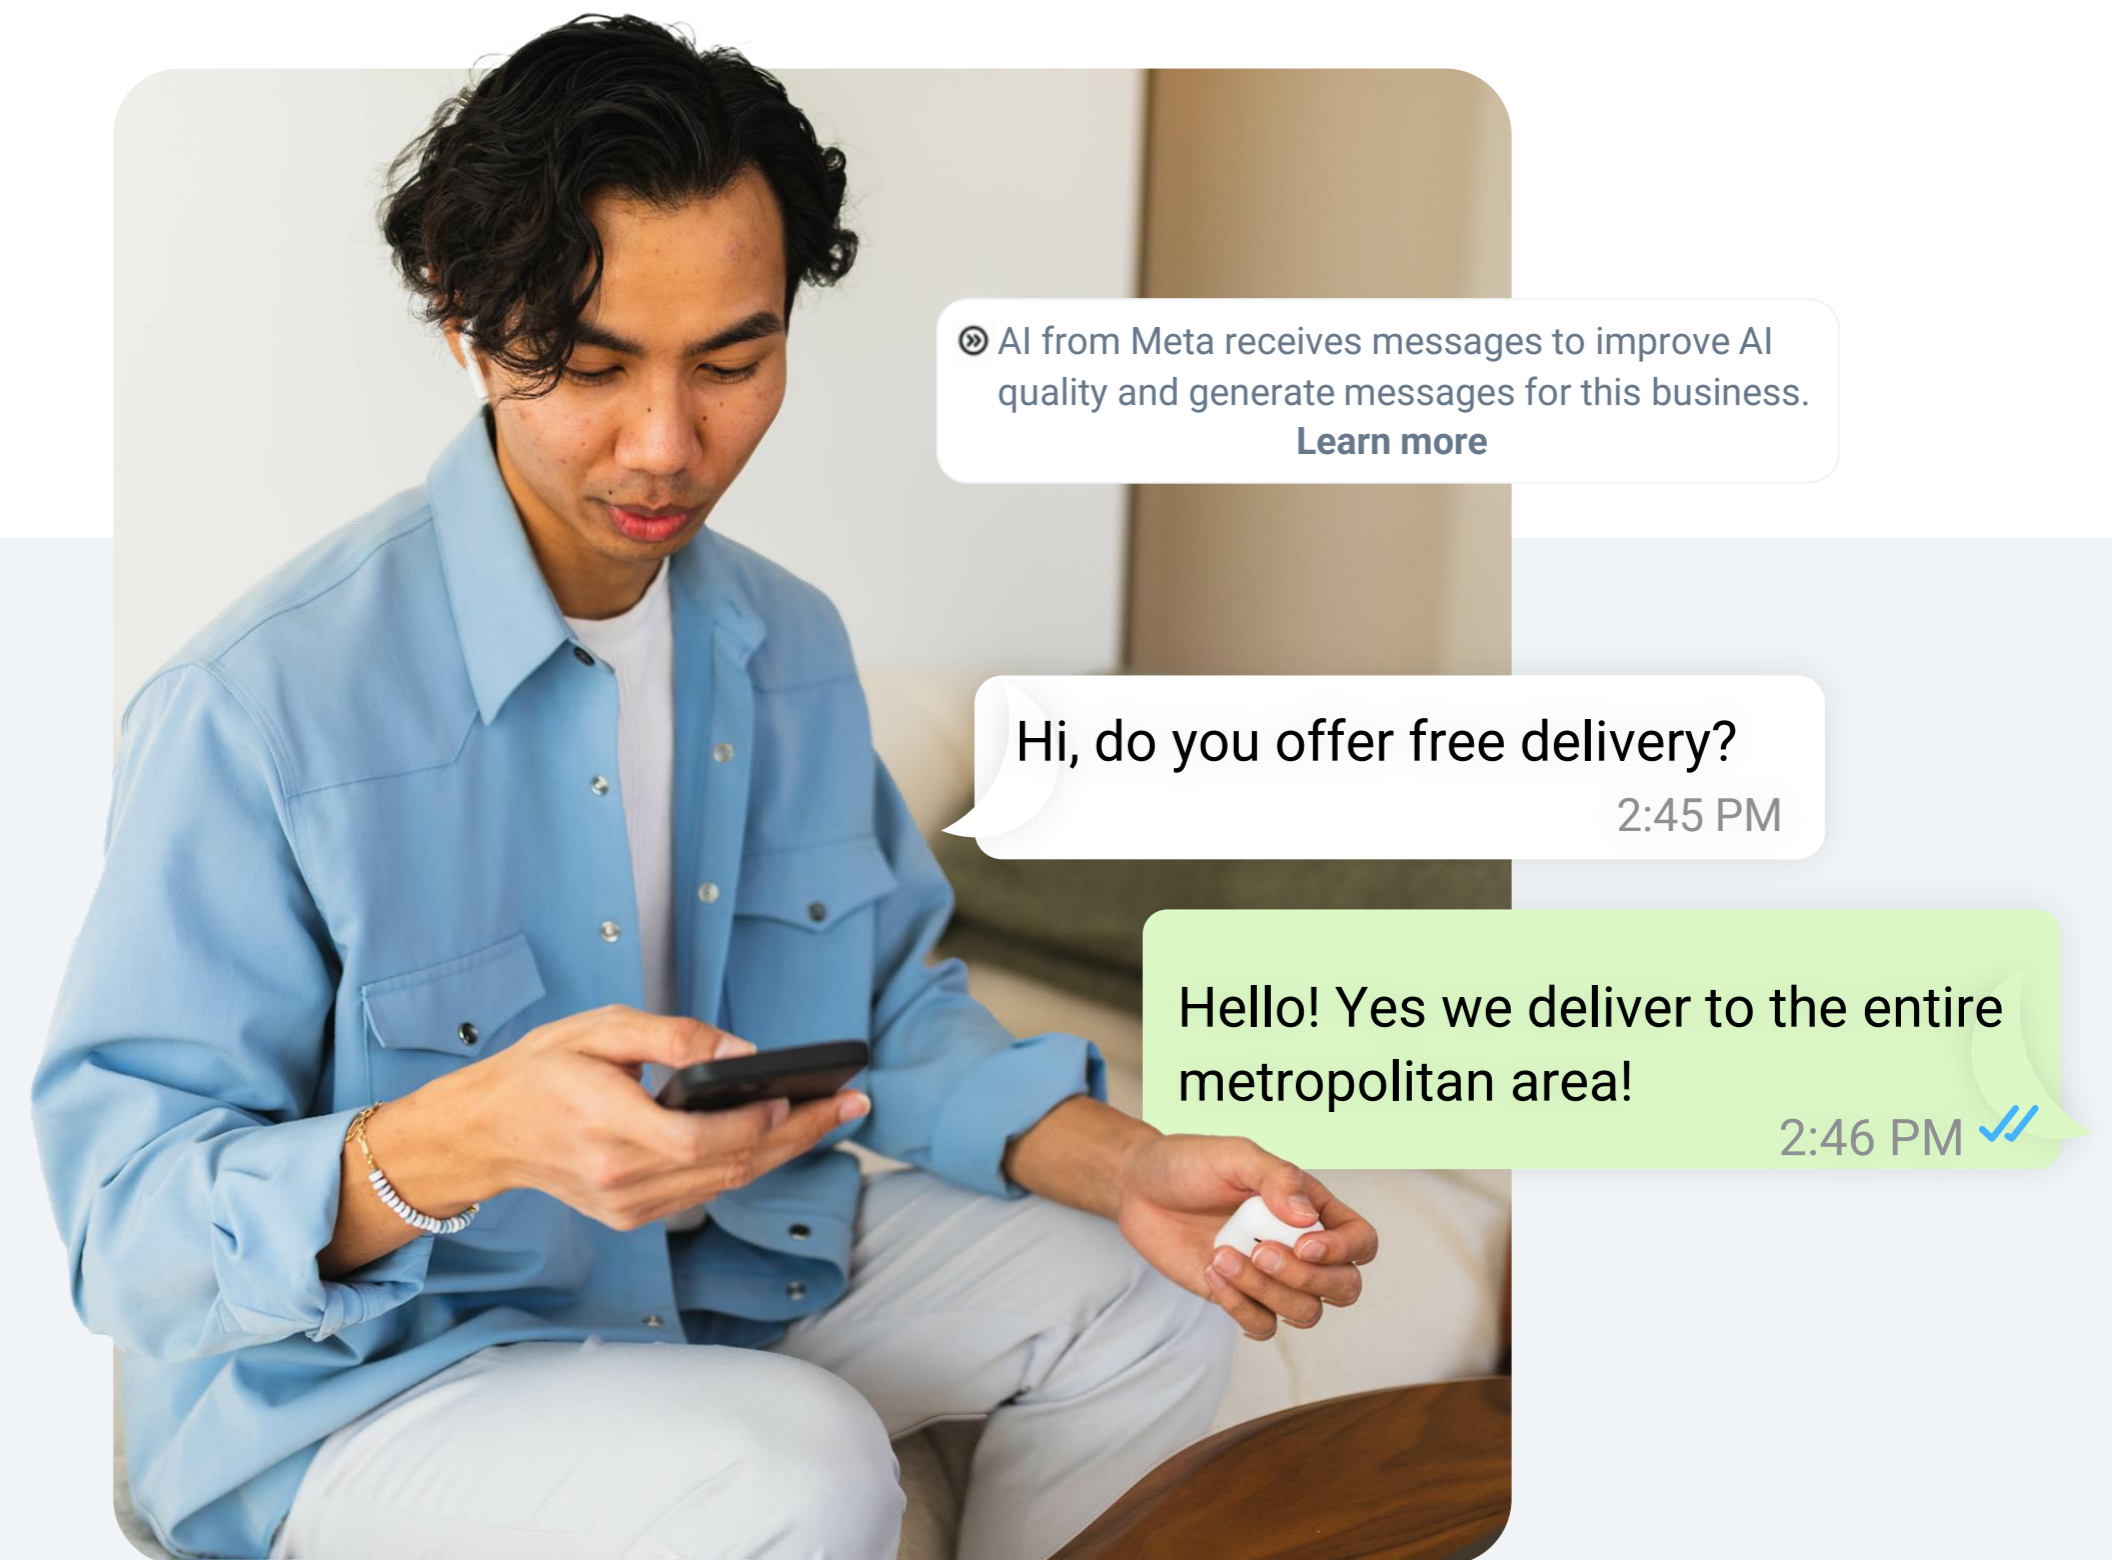 AI from Meta receives messages to improve AI
quality and generate messages for this business.
Learn more
Hi, do you offer free delivery?
2:45 PM
Hello! Yes we deliver to the entire
metropolitan area!
2:46 PM